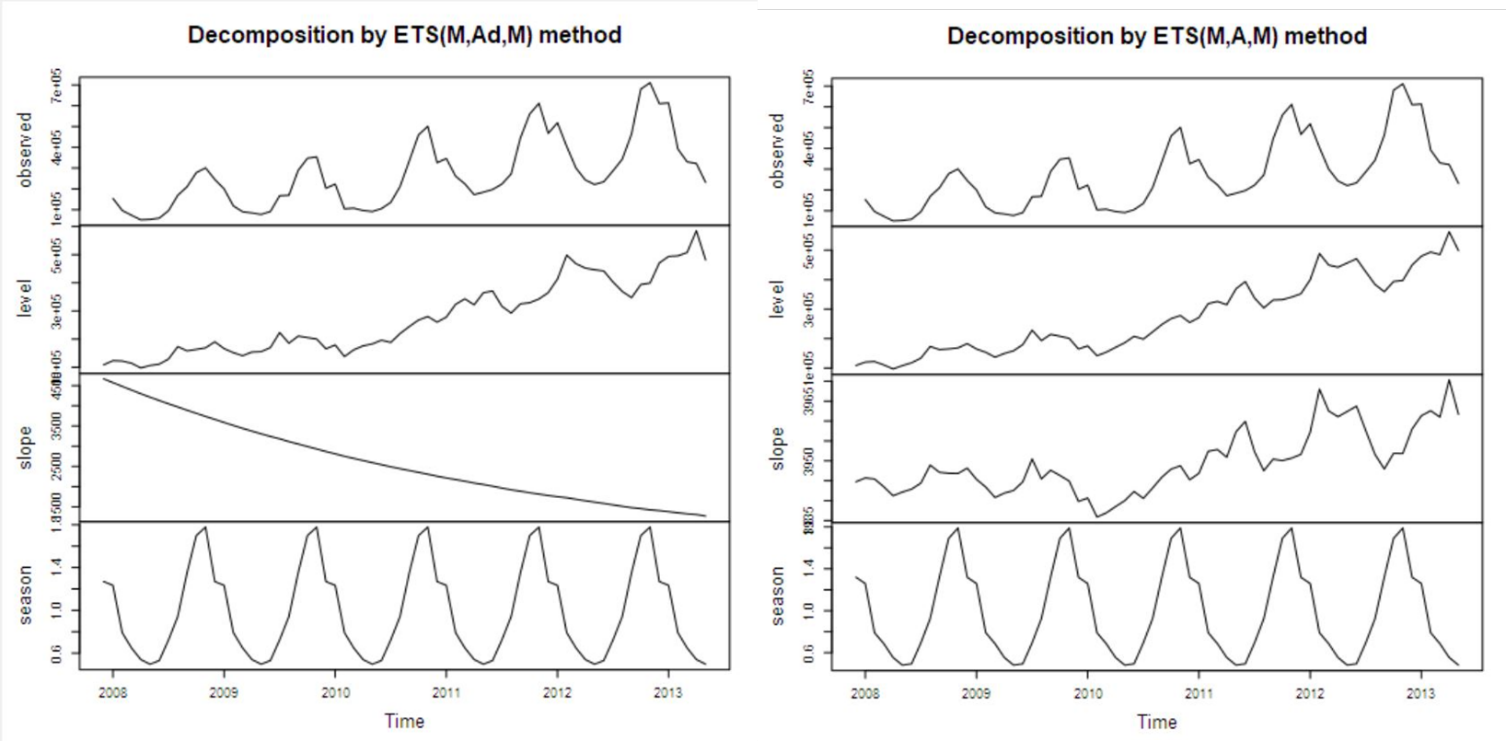 Decomposition by ETS(M,Ad,M) method
observed
1e+05 4e+05 7e+05
level
3e+05 5e+05
slope
2500 3500
season
0.6 1.0 1.4
2008 2009 2010 2011 2012 2013
Time
Decomposition by ETS(M,A,M) method
observed
1e+05 4e+05 7e+05
level
1e+05 3e+05 5e+05
slope
3950
season
0.6 1.0 1.4
2008 2009 2010 2011 2012 2013
Time